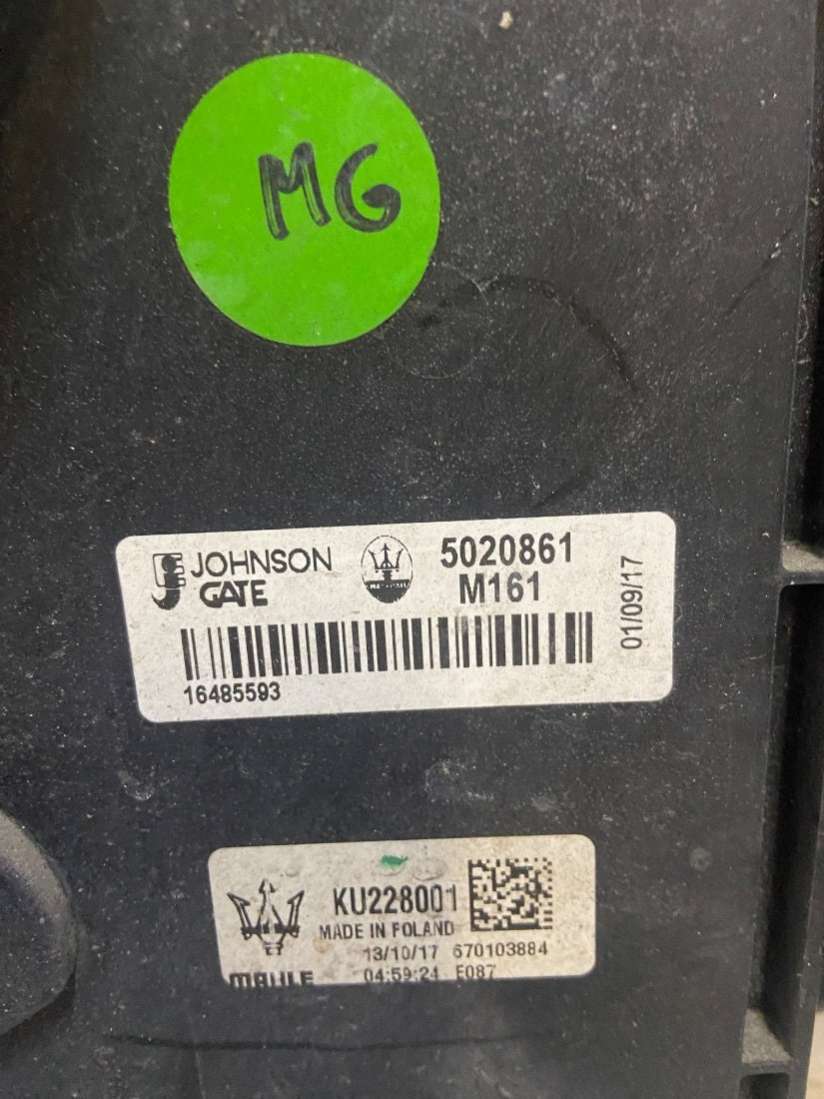 MG
JOHNSON
GATE
5020861
M161
01/09/17
16485593
KU228001
MADE IN POLAND
13/10/17 670103884
MAHLE
04:59:24 E087